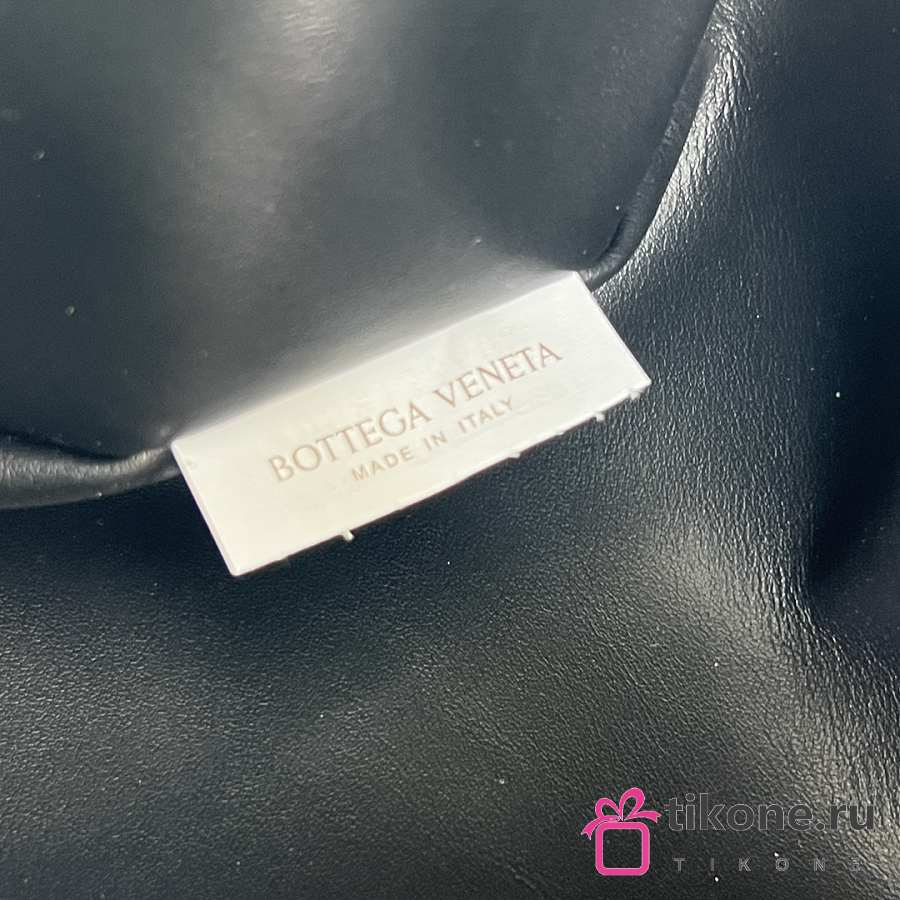 BOTTEGA VENETA
MADE IN ITALY
tikone.ru
TIKONE